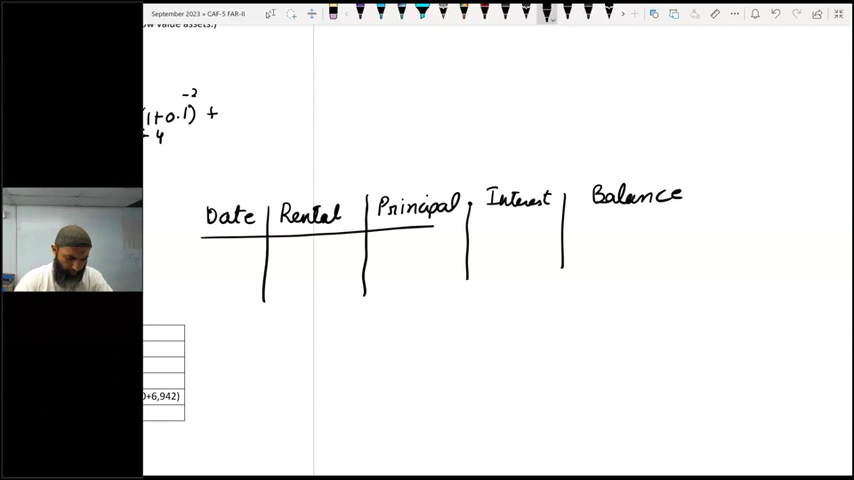 September 2023 » CAF-5 FAR-II
ow value assets.)
(1+0.1)⁻² +
- 4
Date Rental Principal Interest Balance
0+6,942)